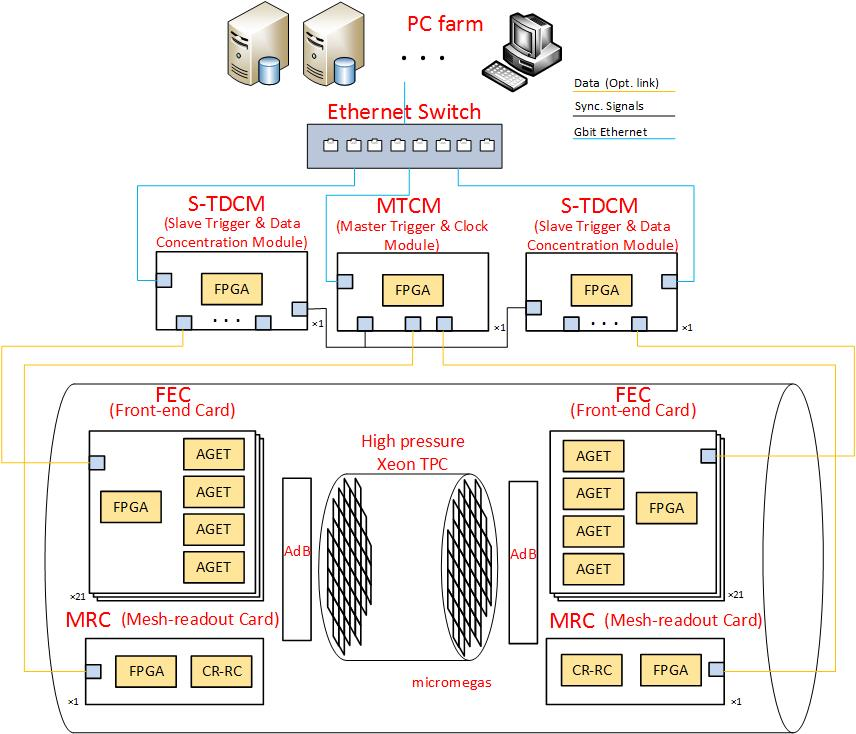 PC farm
. . .
Data (Opt. link)
Sync. Signals
Gbit Ethernet
Ethernet Switch
S-TDCM
(Slave Trigger & Data
Concentration Module)
MTCM
(Master Trigger & Clock
Module)
S-TDCM
(Slave Trigger & Data
Concentration Module)
FPGA
. . .
×1
FPGA
×1
FPGA
. . .
×1
FEC
(Front-end Card)
FPGA
AGET
AGET
AGET
AGET
×21
High pressure
Xeon TPC
AdB
AdB
micromegas
FEC
(Front-end Card)
AGET
AGET
AGET
AGET
FPGA
×21
MRC (Mesh-readout Card)
FPGA
CR-RC
×1
MRC (Mesh-readout Card)
CR-RC
FPGA
×1